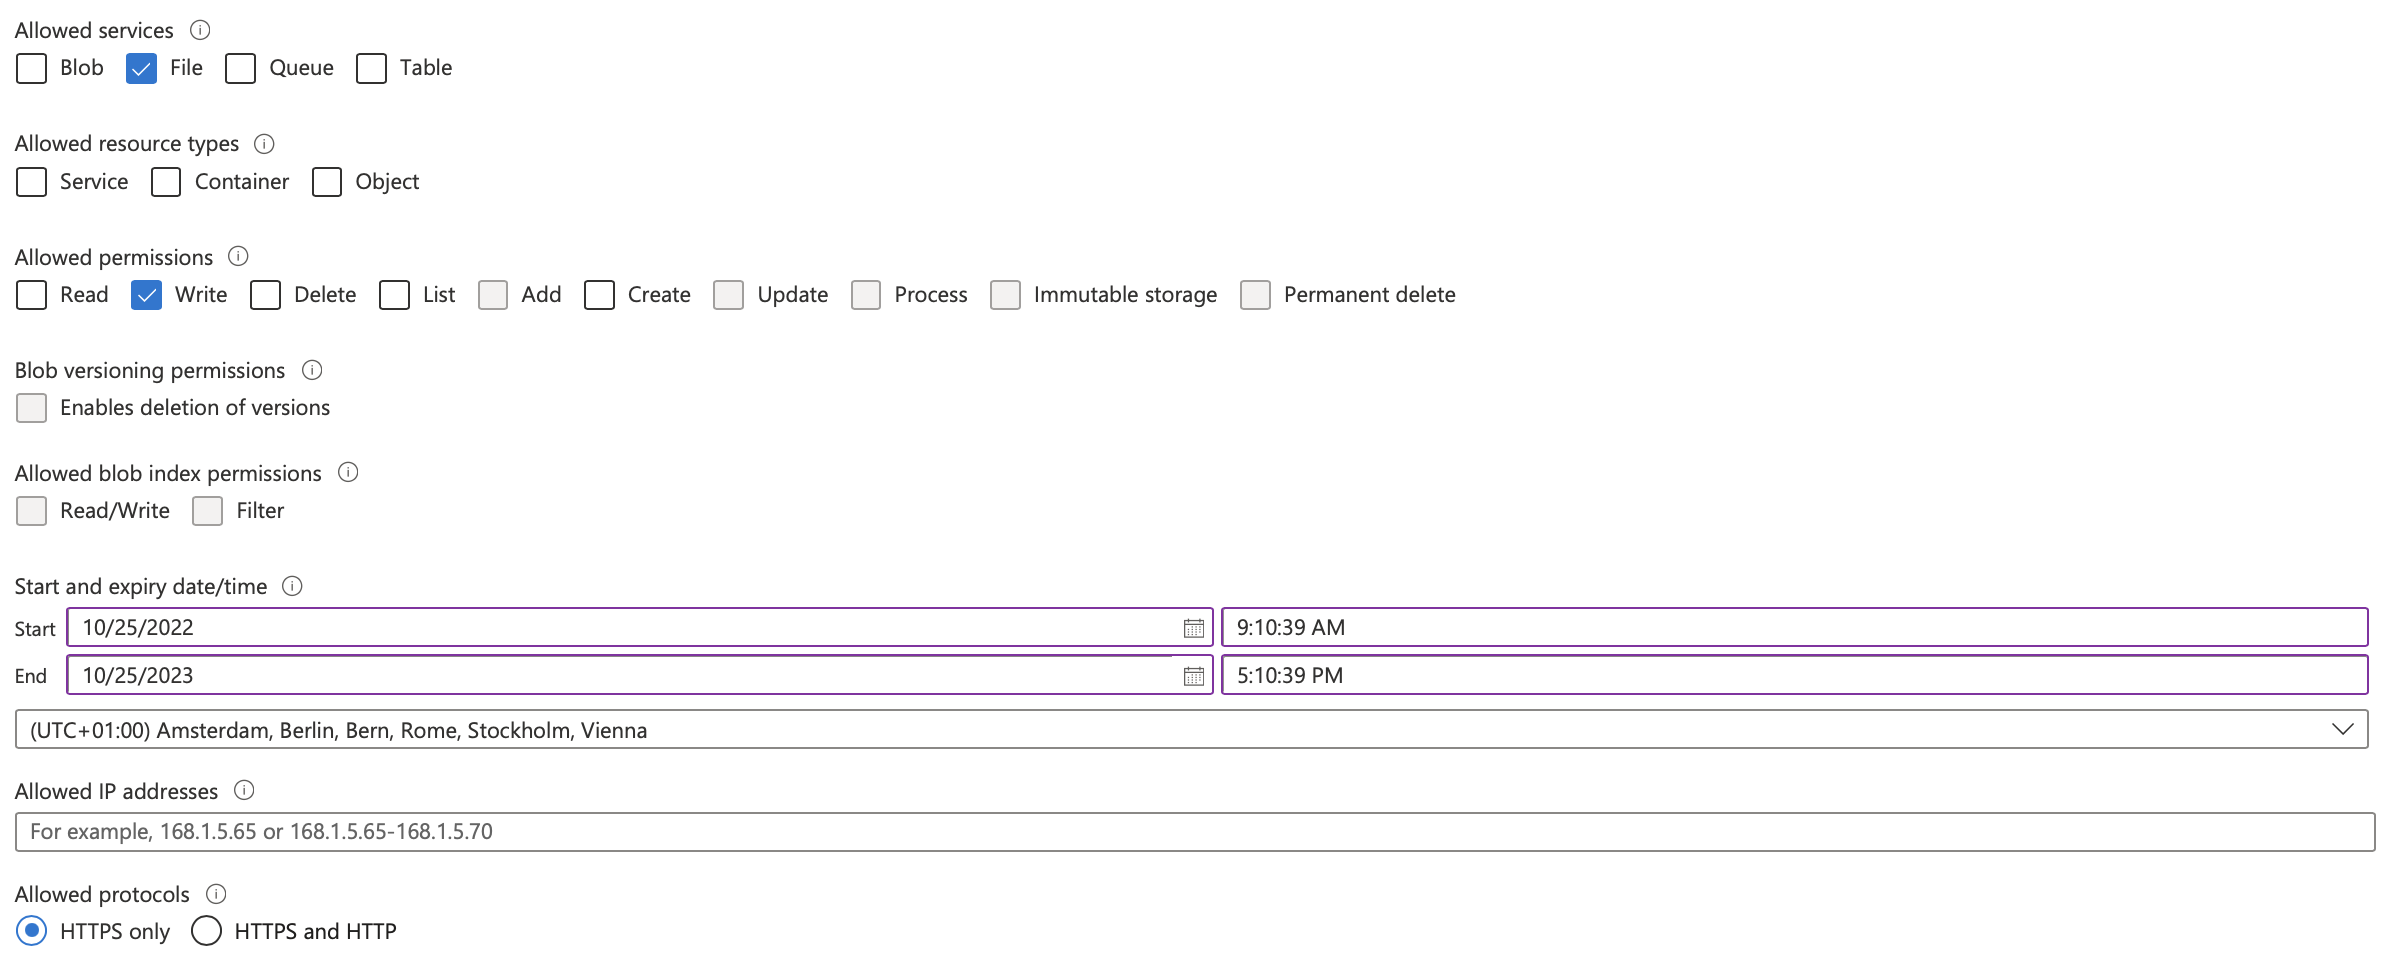 Allowed services
Blob File Queue Table
Allowed resource types
Service Container Object
Allowed permissions
Read Write Delete List Add Create Update Process Immutable storage Permanent delete
Blob versioning permissions
Enables deletion of versions
Allowed blob index permissions
Read/Write Filter
Start and expiry date/time
Start 10/25/2022 9:10:39 AM
End 10/25/2023 5:10:39 PM
(UTC+01:00) Amsterdam, Berlin, Bern, Rome, Stockholm, Vienna
Allowed IP addresses
For example, 168.1.5.65 or 168.1.5.65-168.1.5.70
Allowed protocols
HTTPS only HTTPS and HTTP